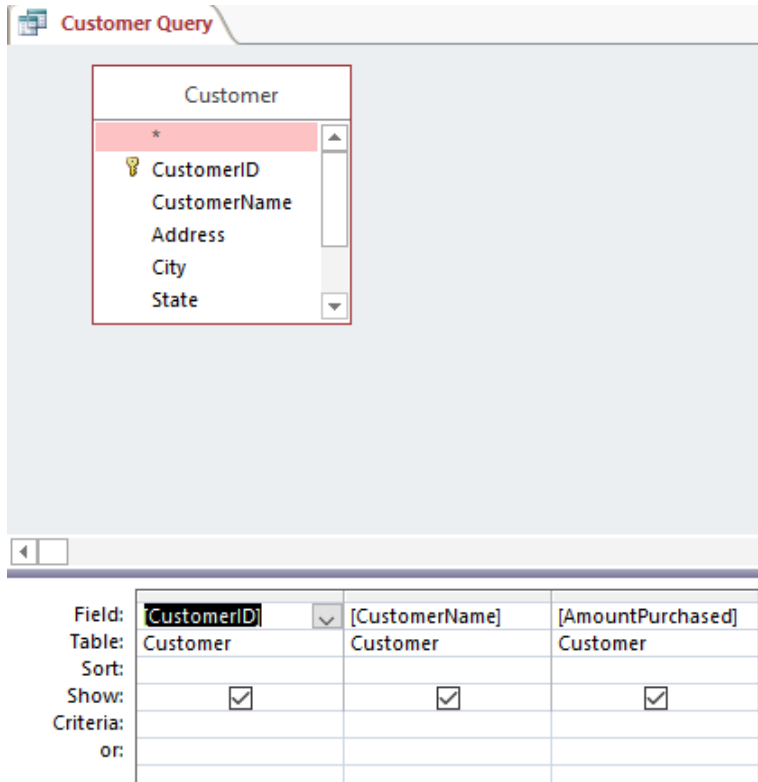 Customer Query
Customer
*
CustomerID
CustomerName
Address
City
State
Field: [CustomerID] [CustomerName] [AmountPurchased]
Table: Customer Customer Customer
Sort:
Show:
Criteria:
or: